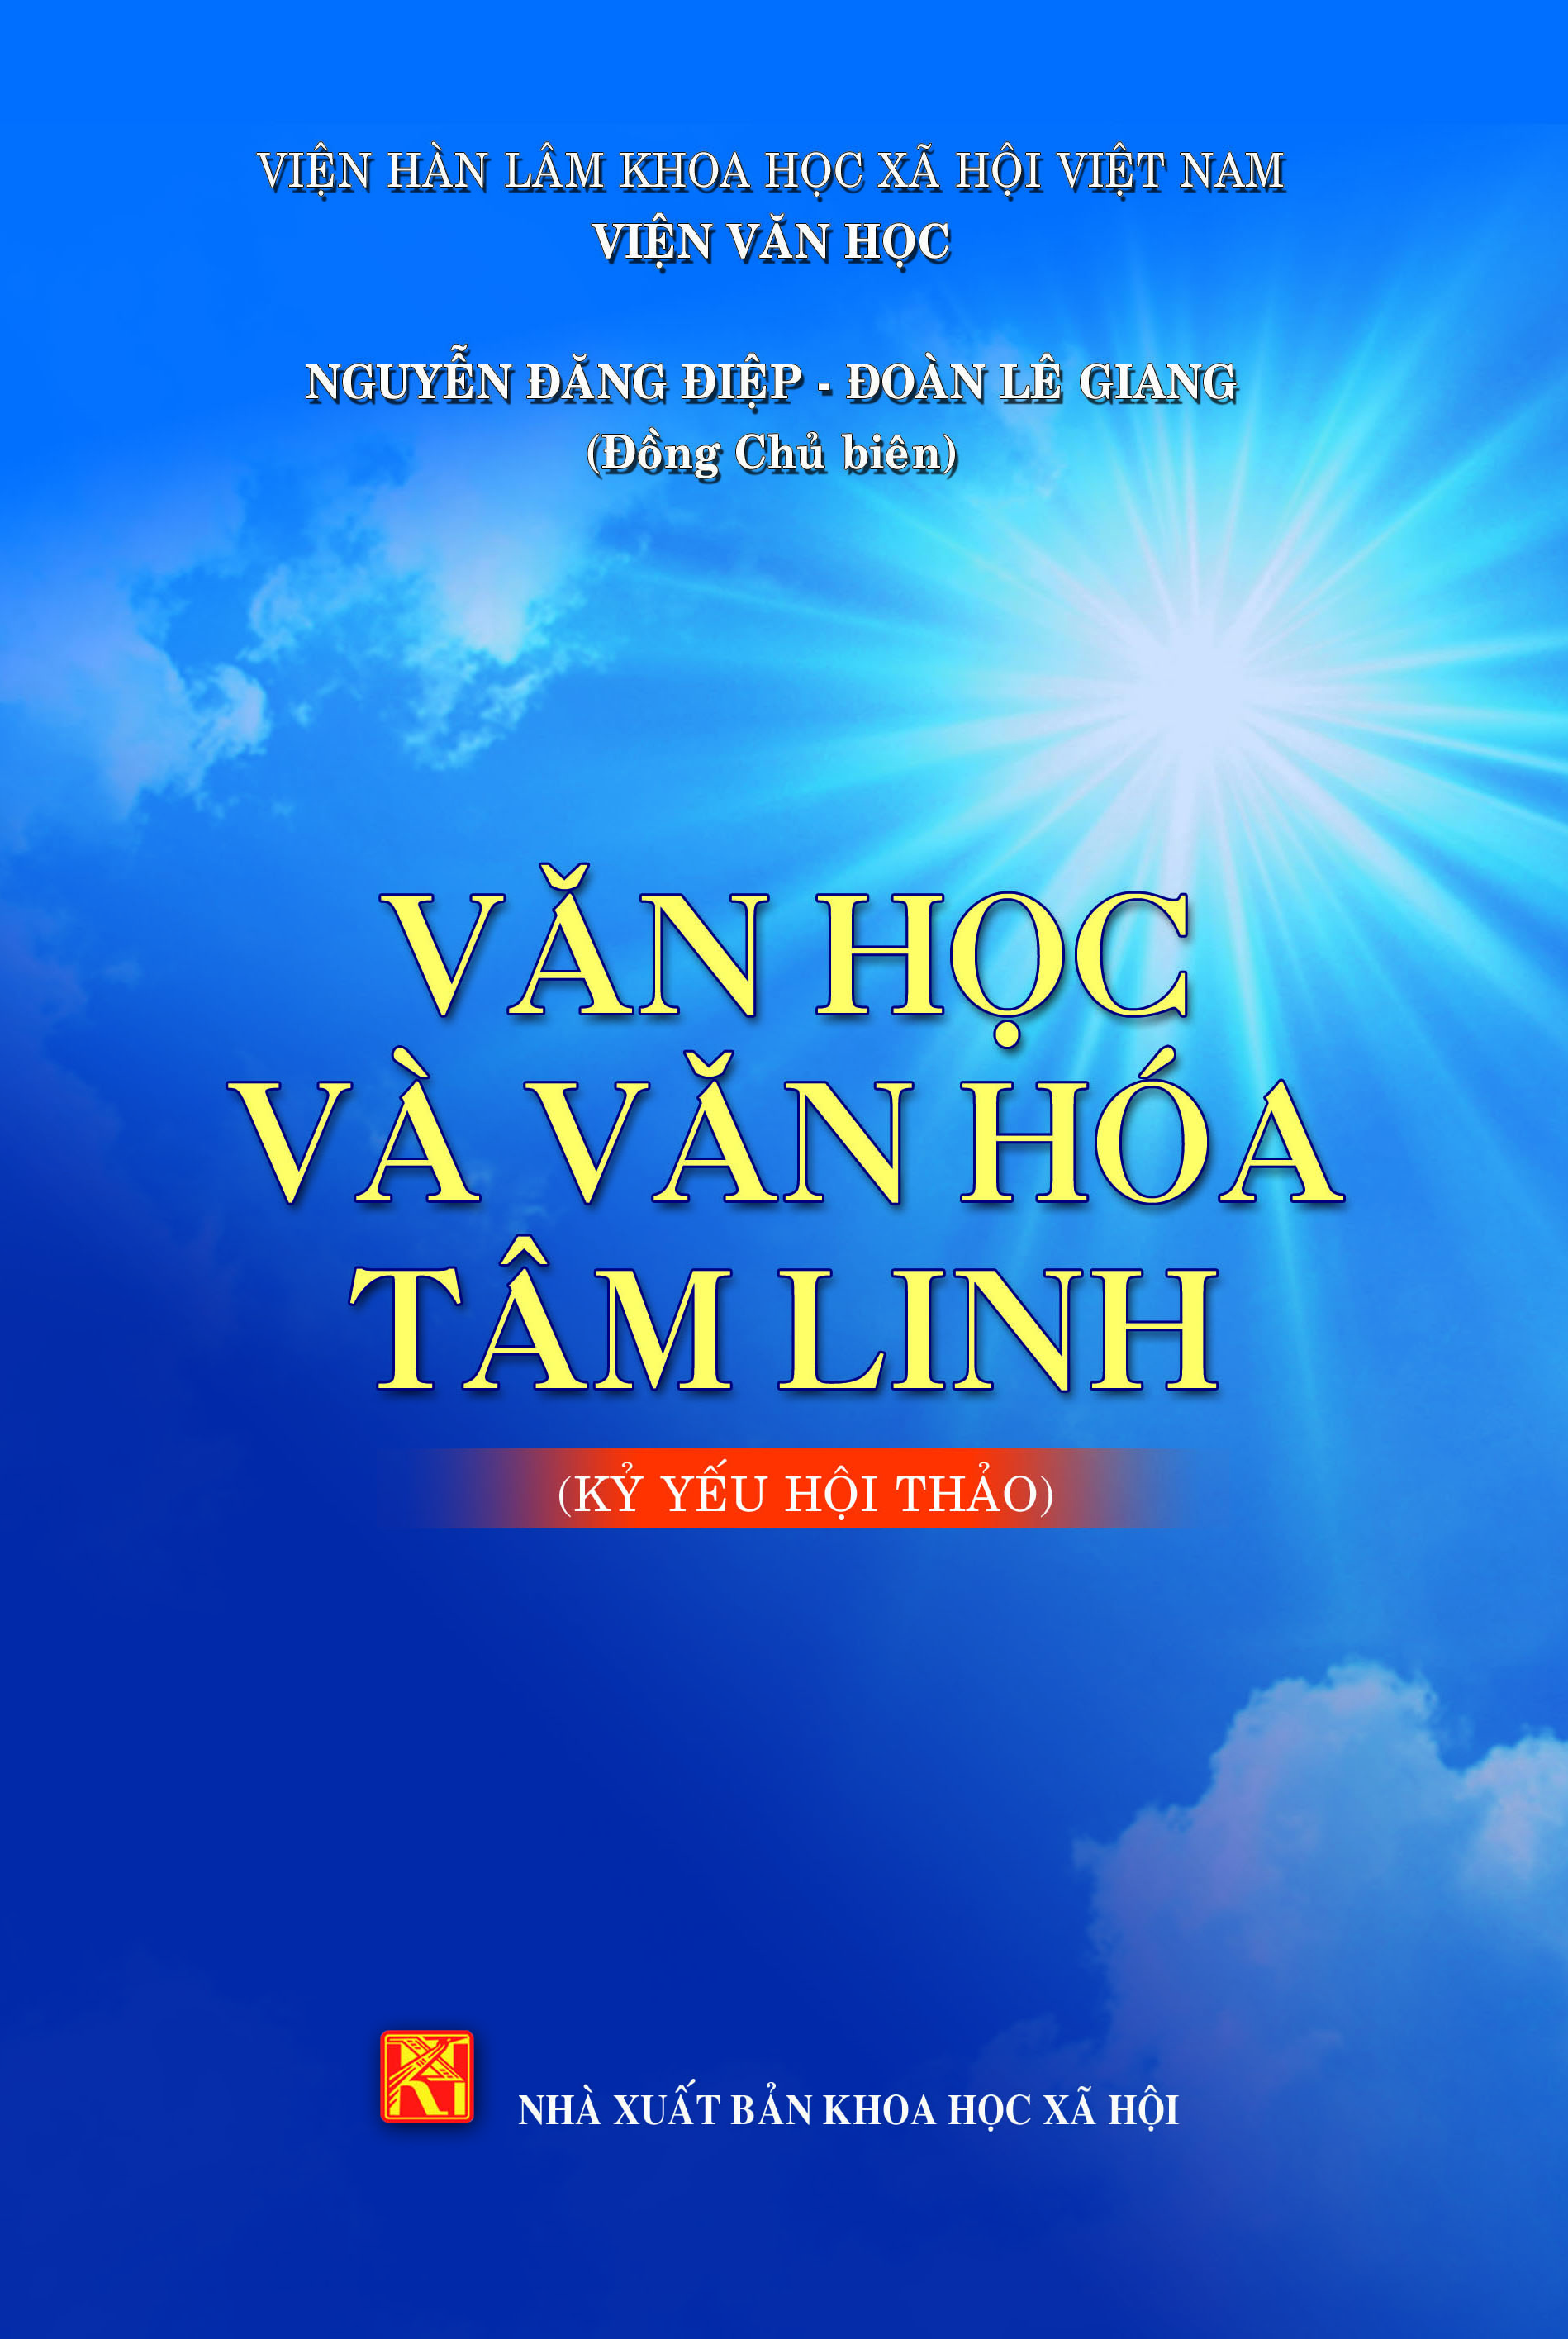 VIỆN HÀN LÂM KHOA HỌC XÃ HỘI VIỆT NAM
VIỆN VĂN HỌC
NGUYỄN ĐĂNG ĐIỆP - ĐOÀN LÊ GIANG
(Đồng Chủ biên)
VĂN HỌC
VÀ VĂN HÓA
TÂM LINH
(KỶ YẾU HỘI THẢO)
NHÀ XUẤT BẢN KHOA HỌC XÃ HỘI